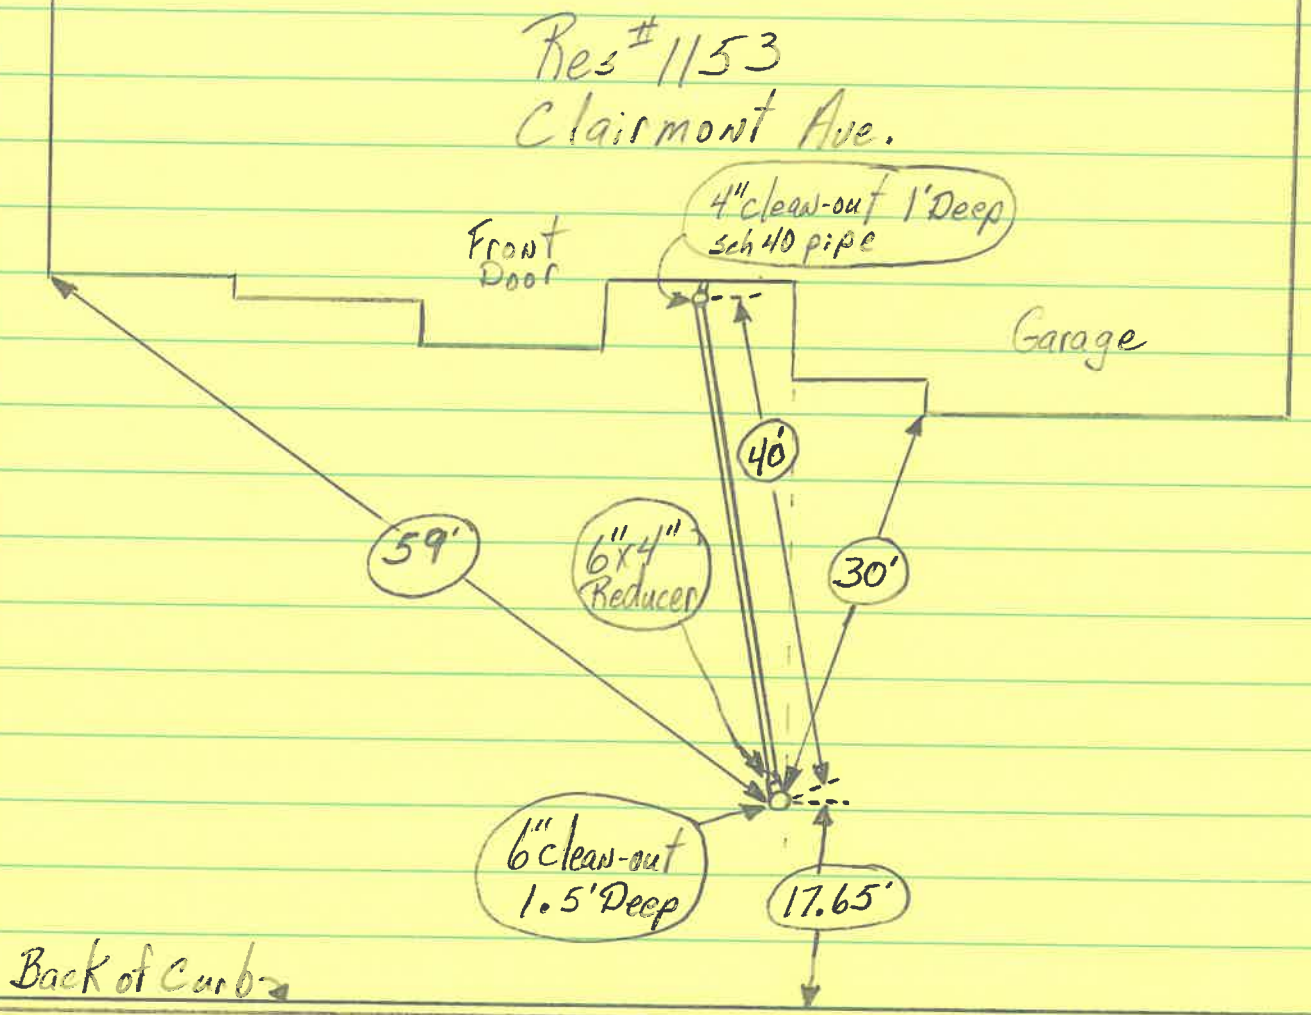 Res # 1153
Clairmont Ave.
4" clean-out 1' Deep
sch 40 pipe
Front
Door
Garage
40'
59'
6"x4"
Reducer
30'
6" clean-out
1.5' Deep
17.65'
Back of Curb